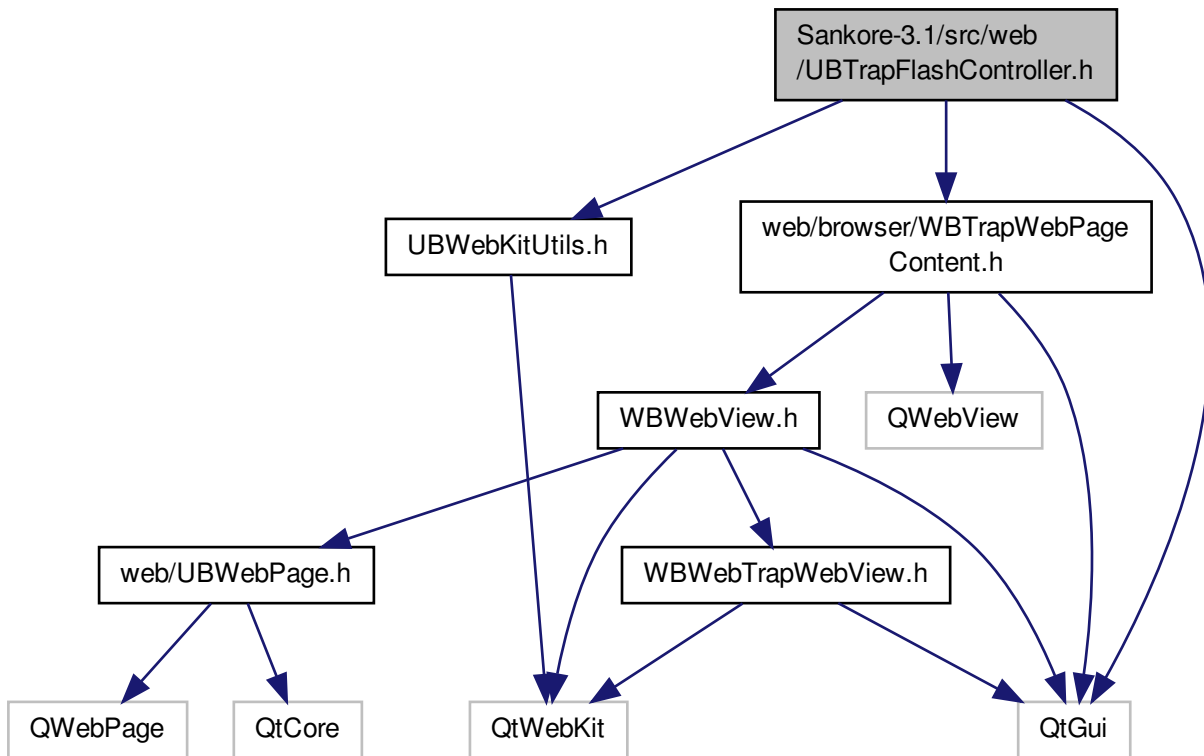 Sankore-3.1/src/web
/UBTrapFlashController.h
UBWebKitUtils.h
web/browser/WBTrapWebPage
Content.h
WBWebView.h
QWebView
web/UBWebPage.h
WBWebTrapWebView.h
QWebPage
QtCore
QtWebKit
QtGui